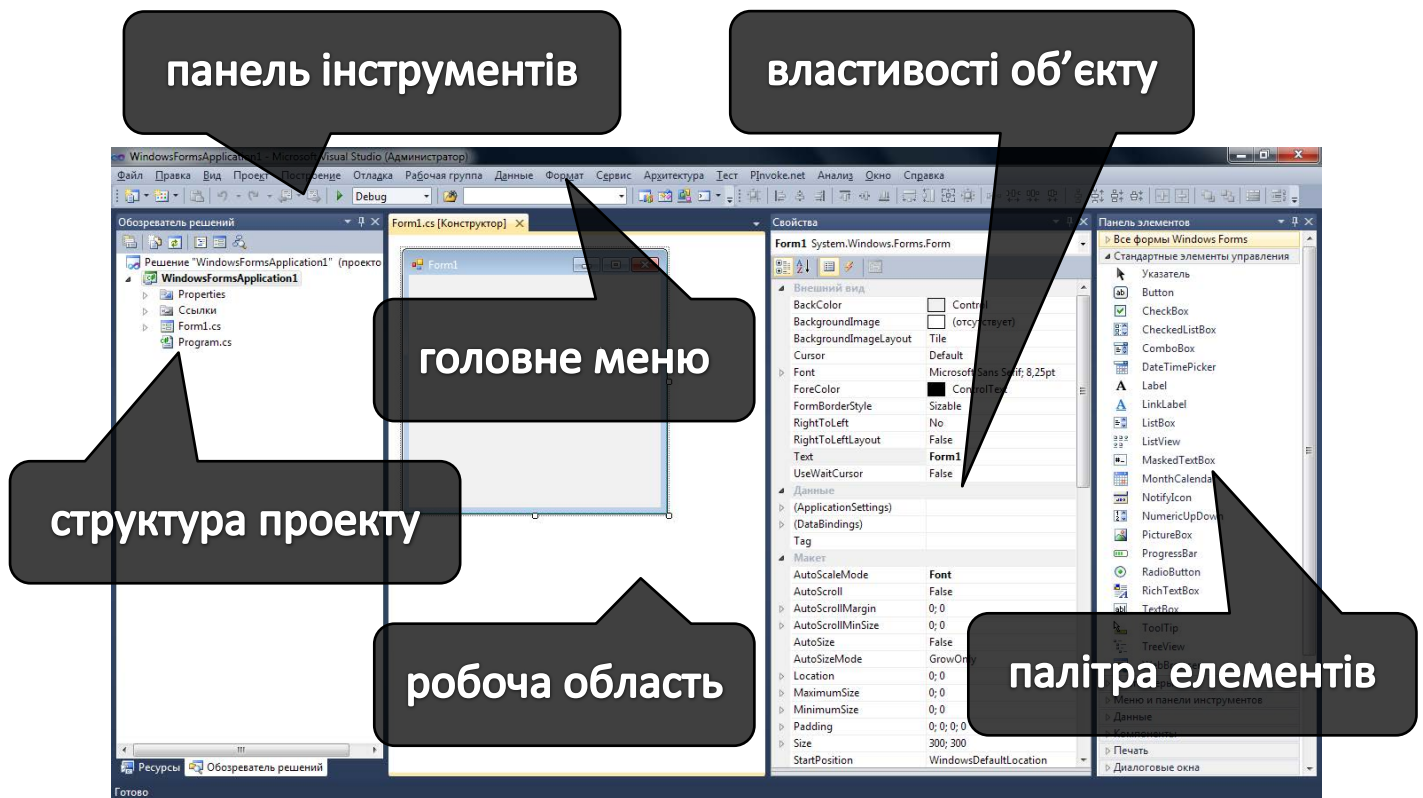 панель інструментів
властивості об’єкту
WindowsFormsApplication1 - Microsoft Visual Studio (Администратор)
Файл Правка Вид Проект Построение Отладка Рабочая группа Данные Формат Сервис Архитектура Тест PInvoke.net Анализ Окно Справка
Debug
Обозреватель решений
Form1.cs [Конструктор]
Свойства
Панель элементов
Решение "WindowsFormsApplication1" (проекто
WindowsFormsApplication1
Properties
Ссылки
Form1.cs
Program.cs
Form1
головне меню
структура проекту
робоча область
Form1 System.Windows.Forms.Form
Внешний вид
BackColor Control
BackgroundImage (отсутствует)
BackgroundImageLayout Tile
Cursor Default
Font Microsoft Sans Serif; 8,25pt
ForeColor ControlText
FormBorderStyle Sizable
RightToLeft No
RightToLeftLayout False
Text Form1
UseWaitCursor False
Данные
(ApplicationSettings)
(DataBindings)
Tag
Макет
AutoScaleMode Font
AutoScroll False
AutoScrollMargin 0; 0
AutoScrollMinSize 0; 0
AutoSize False
AutoSizeMode GrowOnly
Location 0; 0
MaximumSize 0; 0
MinimumSize 0; 0
Padding 0; 0; 0; 0
Size 300; 300
StartPosition WindowsDefaultLocation
Все формы Windows Forms
Стандартные элементы управления
Указатель
Button
CheckBox
CheckedListBox
ComboBox
DateTimePicker
Label
LinkLabel
ListBox
ListView
MaskedTextBox
MonthCalendar
NotifyIcon
NumericUpDown
PictureBox
ProgressBar
RadioButton
RichTextBox
TextBox
ToolTip
TreeView
палітра елементів
Меню и панели инструментов
Данные
Компоненты
Печать
Диалоговые окна
Ресурсы Обозреватель решений
Готово